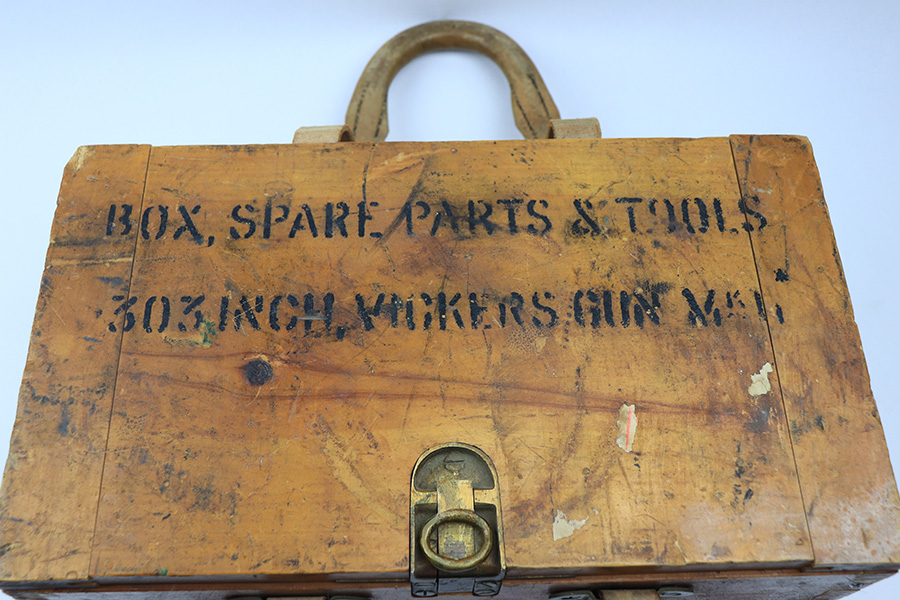 BOX, SPARE PARTS & TOOLS
.303 INCH, VICKERS GUN